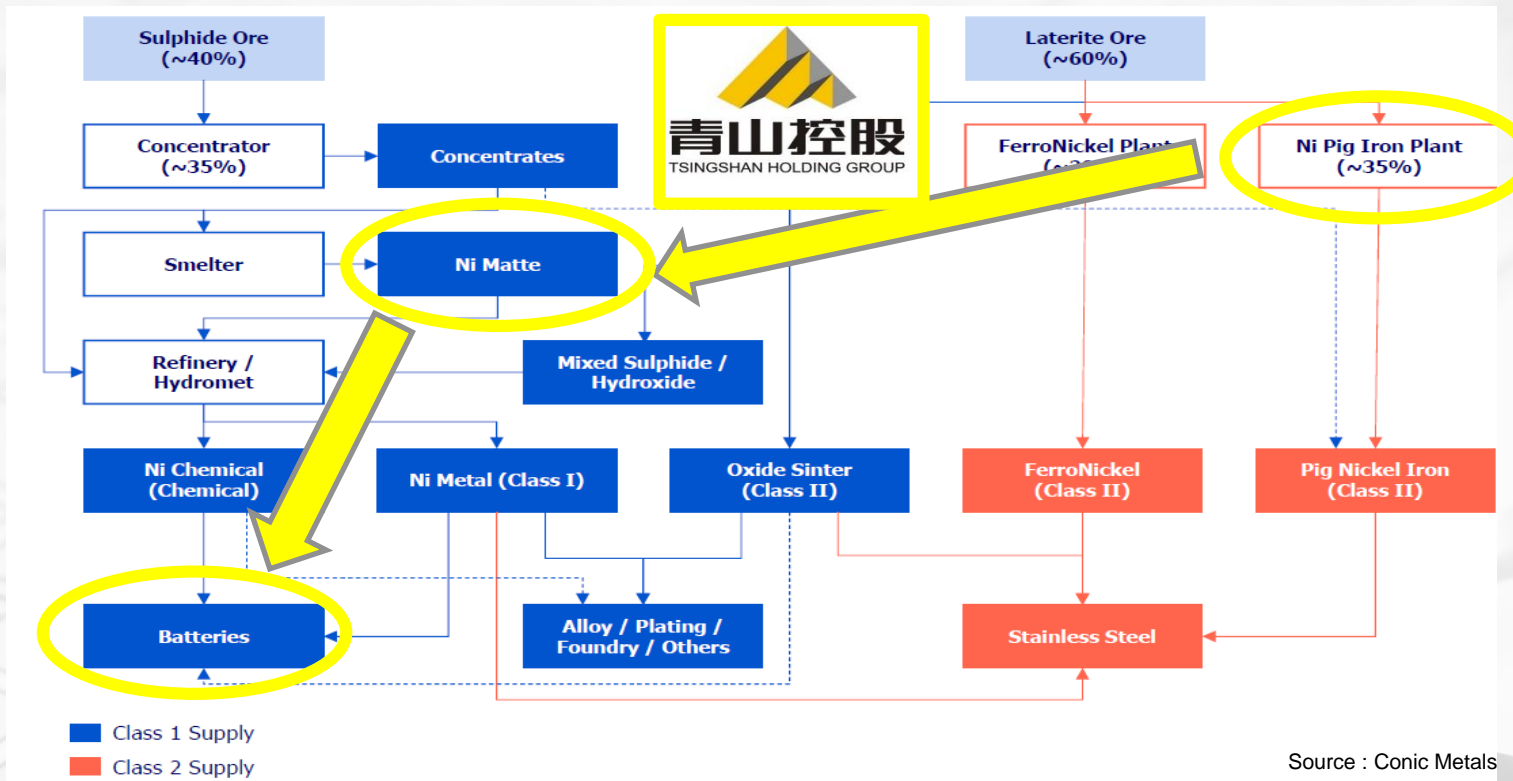 Sulphide Ore
(~40%)
青山控股
TSINGSHAN HOLDING GROUP
Laterite Ore
(~60%)
Concentrator
(~35%)
Concentrates
FerroNickel Plant
Ni Pig Iron Plant
(~35%)
Smelter
Ni Matte
Refinery /
Hydromet
Mixed Sulphide /
Hydroxide
Ni Chemical
(Chemical)
Ni Metal (Class I)
Oxide Sinter
(Class II)
FerroNickel
(Class II)
Pig Nickel Iron
(Class II)
Batteries
Alloy / Plating /
Foundry / Others
Stainless Steel
Class 1 Supply
Class 2 Supply
Source : Conic Metals